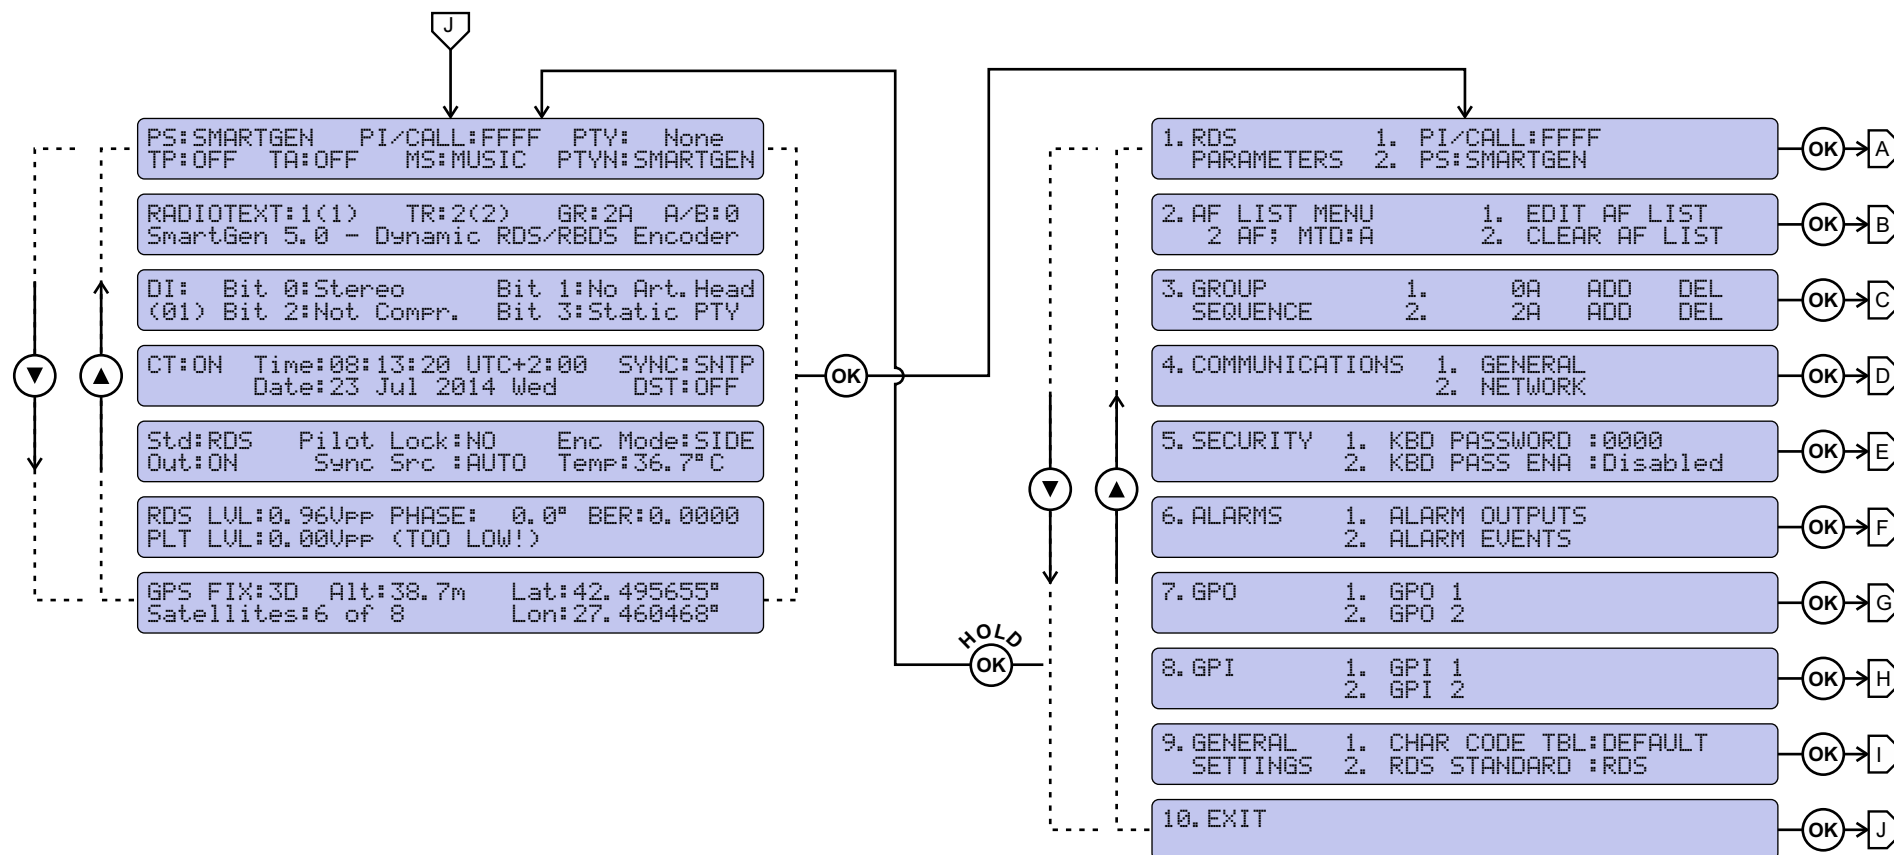 J
PS:SMARTGEN PI/CALL:FFFF PTY: None
TP:OFF TA:OFF MS:MUSIC PTYN:SMARTGEN
RADIOTEXT:1(1) TR:2(2) GR:2A A/B:0
SmartGen 5.0 - Dynamic RDS/RBDS Encoder
DI: Bit 0:Stereo Bit 1:No Art.Head
(01) Bit 2:Not Compr. Bit 3:Static PTY
CT:ON Time:08:13:20 UTC+2:00 SYNC:SNTP
Date:23 Jul 2014 Wed DST:OFF
Std:RDS Pilot Lock:NO Enc Mode:SIDE
Out:ON Sync Src :AUTO Temp:36.7°C
RDS LVL:0.96Vpp PHASE: 0.0° BER:0.0000
PLT LVL:0.00Vpp (TOO LOW!)
GPS FIX:3D Alt:38.7m Lat:42.495655°
Satellites:6 of 8 Lon:27.460468°
OK
HOLD
OK
1.RDS 1. PI/CALL:FFFF
PARAMETERS 2. PS:SMARTGEN
OK A
2.AF LIST MENU 1. EDIT AF LIST
2 AF; MTD:A 2. CLEAR AF LIST
OK B
3.GROUP 1. 0A ADD DEL
SEQUENCE 2. 2A ADD DEL
OK C
4.COMMUNICATIONS 1. GENERAL
2. NETWORK
OK D
5.SECURITY 1. KBD PASSWORD :0000
2. KBD PASS ENA :Disabled
OK E
6.ALARMS 1. ALARM OUTPUTS
2. ALARM EVENTS
OK F
7.GPO 1. GPO 1
2. GPO 2
OK G
8.GPI 1. GPI 1
2. GPI 2
OK H
9.GENERAL 1. CHAR CODE TBL:DEFAULT
SETTINGS 2. RDS STANDARD :RDS
OK I
10.EXIT
OK J